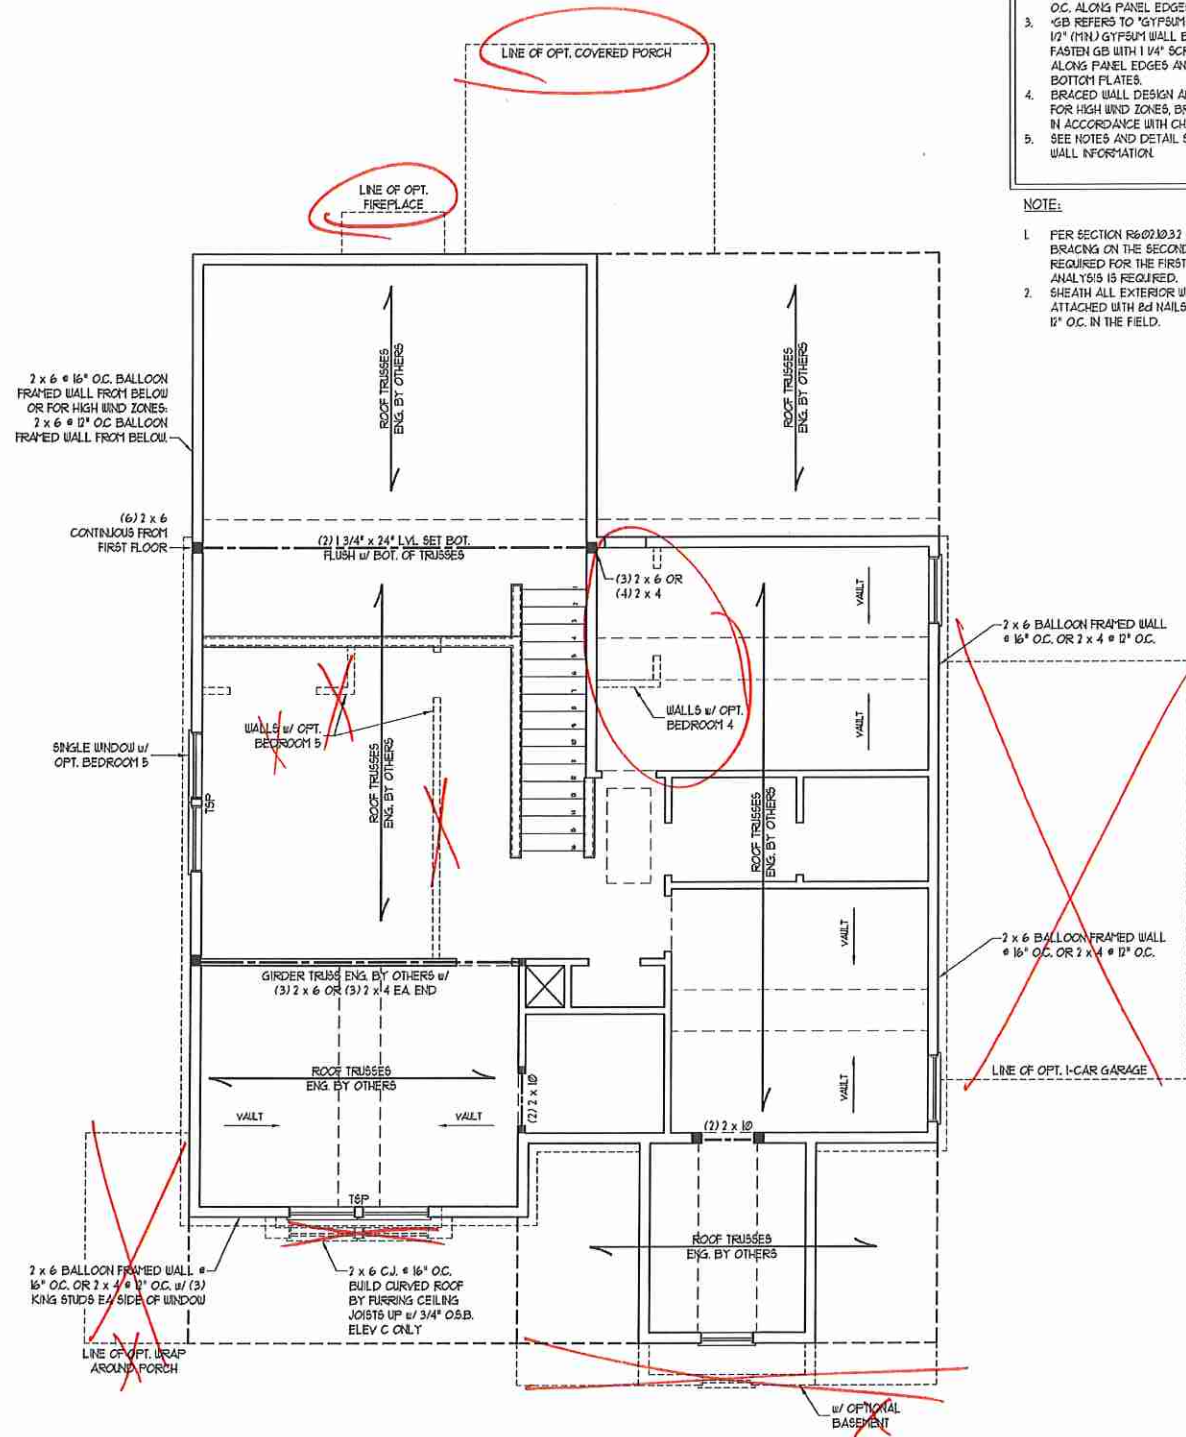 O.C. ALONG PANEL EDGES
3. "GB REFERS TO "GYPSUM
1/2" (MIN.) GYPSUM WALL B
FASTEN GB WITH 1 1/4" SCR
ALONG PANEL EDGES AN
BOTTOM PLATES.
4. BRACED WALL DESIGN A
FOR HIGH WIND ZONES, BR
IN ACCORDANCE WITH CH
5. SEE NOTES AND DETAIL S
WALL INFORMATION.
NOTE:
1. PER SECTION R602.10.3.2
BRACING ON THE SECOND
REQUIRED FOR THE FIRST
ANALYSIS IS REQUIRED.
2. SHEATH ALL EXTERIOR W
ATTACHED WITH 8d NAILS
12" O.C. IN THE FIELD.
LINE OF OPT. COVERED PORCH
LINE OF OPT.
FIREPLACE
ROOF TRUSSES
ENG. BY OTHERS
ROOF TRUSSES
ENG. BY OTHERS
2 x 6 @ 16" O.C. BALLOON
FRAMED WALL FROM BELOW
OR FOR HIGH WIND ZONES:
2 x 6 @ 12" O.C BALLOON
FRAMED WALL FROM BELOW.
(6) 2 x 6
CONTINUOUS FROM
FIRST FLOOR
(2) 1 3/4" x 24" LVL SET BOT.
FLUSH w/ BOT. OF TRUSSES
(3) 2 x 6 OR
(4) 2 x 4
VAULT
2 x 6 BALLOON FRAMED WALL
@ 16" O.C. OR 2 x 4 @ 12" O.C.
WALLS w/ OPT.
BEDROOM 4
VAULT
WALLS w/ OPT.
BEDROOM 5
SINGLE WINDOW w/
OPT. BEDROOM 5
TSP
ROOF TRUSSES
ENG. BY OTHERS
ROOF TRUSSES
ENG. BY OTHERS
VAULT
2 x 6 BALLOON FRAMED WALL
@ 16" O.C. OR 2 x 4 @ 12" O.C.
GIRDER TRUSS ENG. BY OTHERS w/
(3) 2 x 6 OR (3) 2 x 4 EA. END
ROOF TRUSSES
ENG. BY OTHERS
VAULT
VAULT
(2) 2 x 10
VAULT
LINE OF OPT. 1-CAR GARAGE
(2) 2 x 10
TSP
ROOF TRUSSES
ENG. BY OTHERS
2 x 6 BALLOON FRAMED WALL @
16" O.C. OR 2 x 4 @ 12" O.C. w/ (3)
KING STUDS EA SIDE OF WINDOW
2 x 6 C.J. @ 16" O.C.
BUILD CURVED ROOF
BY FURRING CEILING
JOISTS UP w/ 3/4" O.S.B.
ELEV C ONLY
LINE OF OPT. WRAP
AROUND PORCH
w/ OPTIONAL
BASEMENT